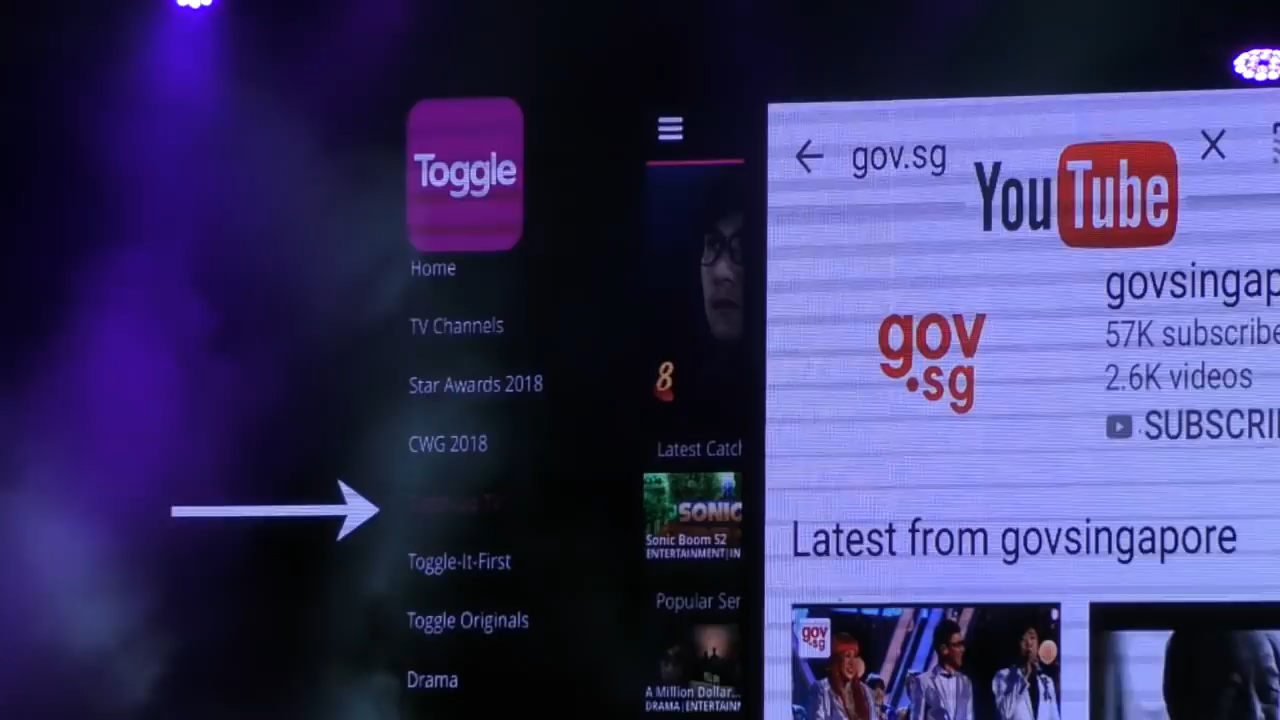 Toggle
Home
TV Channels
Star Awards 2018
CWG 2018
Toggle-It-First
Toggle Originals
Drama
8
Latest Catch
SONIC
Sonic Boom S2
ENTERTAINMENT|IN
Popular Ser
A Million Dollar...
DRAMA|ENTERTAINN
gov.sg
YouTube
gov
.sg
govsingap
57K subscribe
2.6K videos
SUBSCRI
Latest from govsingapore
gov
.sg